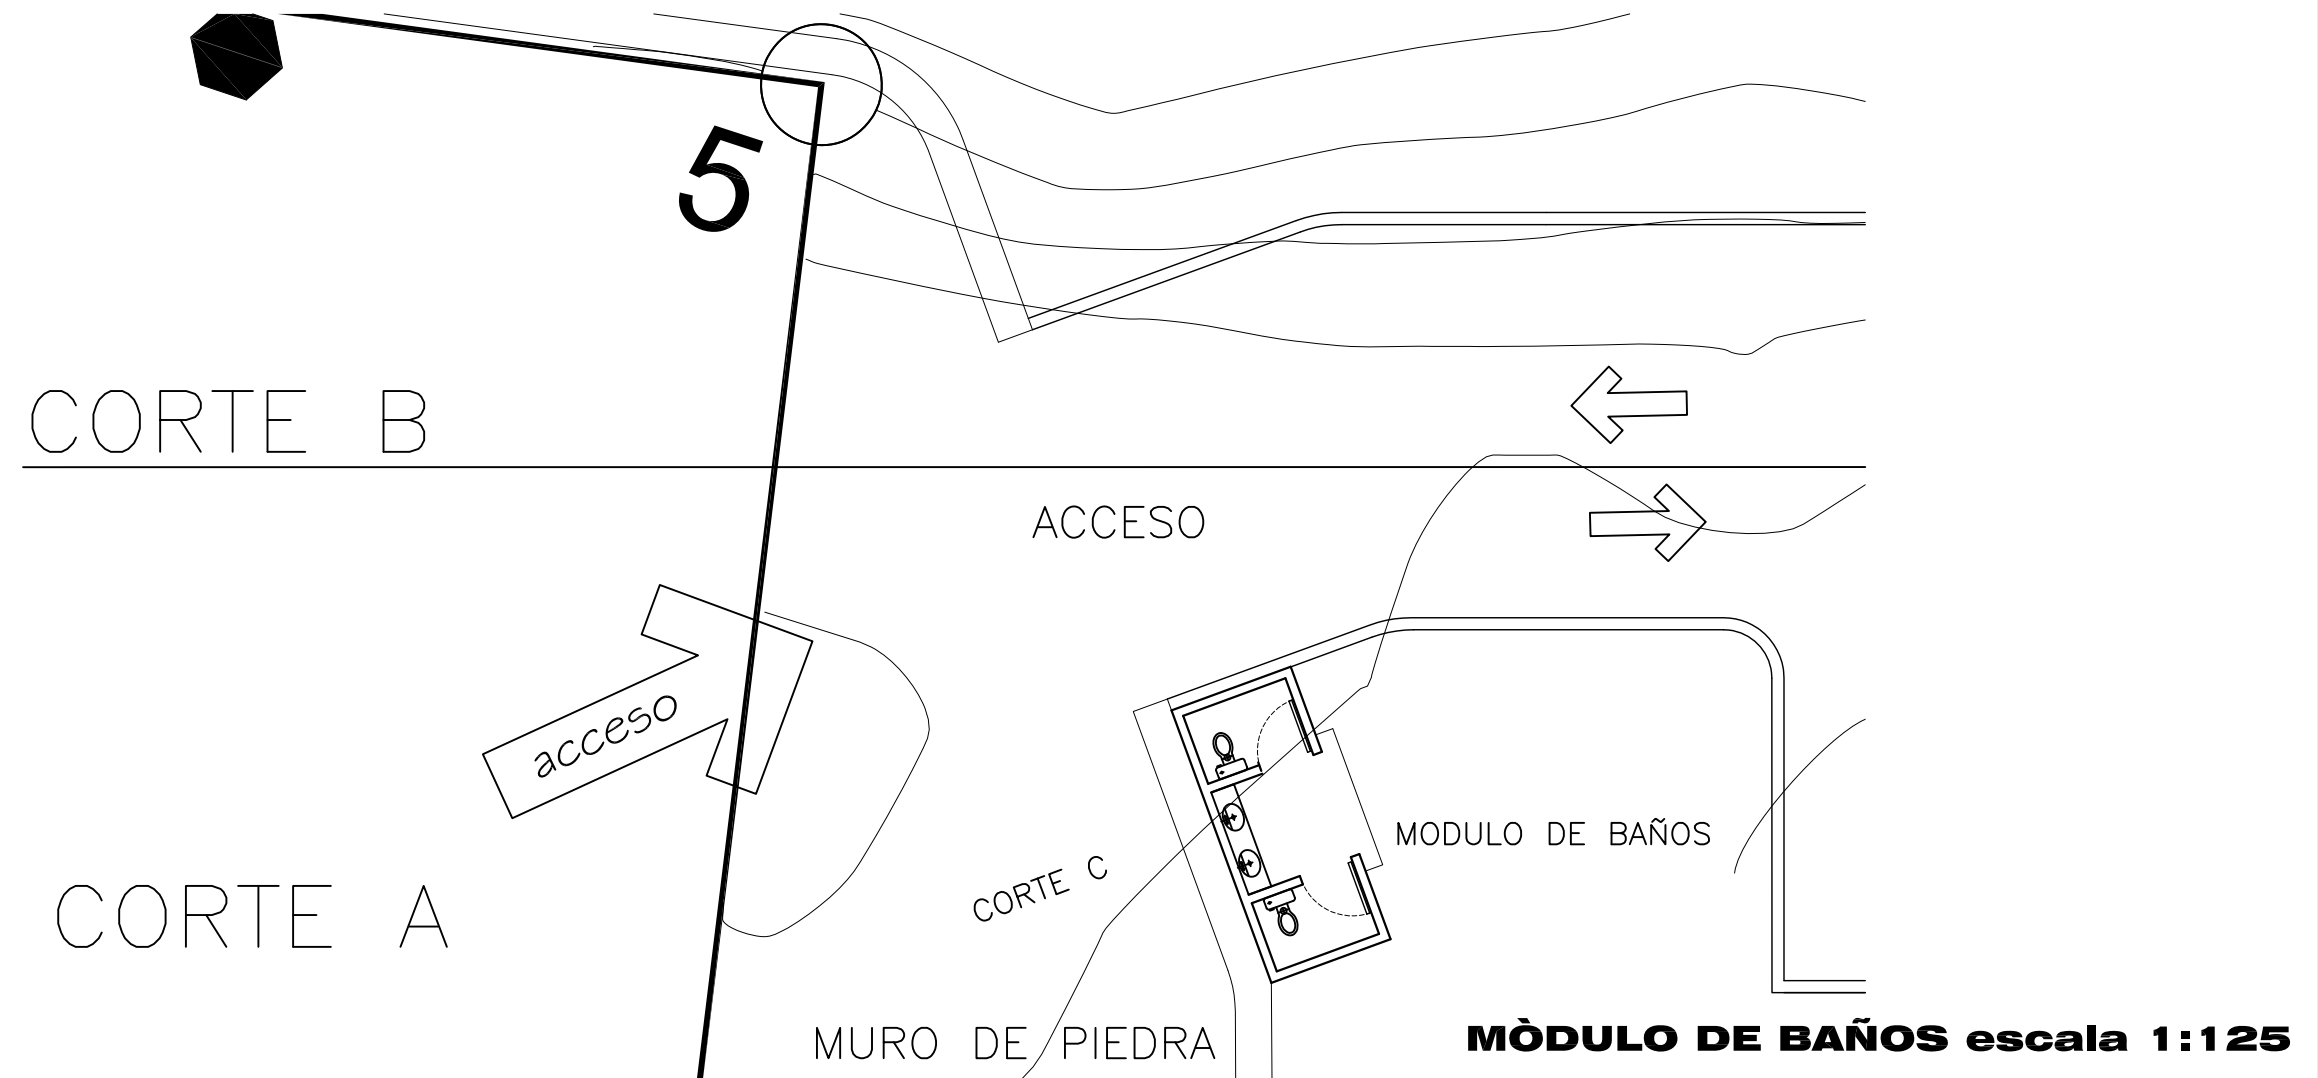 5
CORTE B
ACCESO
acceso
MODULO DE BAÑOS
CORTE C
CORTE A
MURO DE PIEDRA
MÒDULO DE BAÑOS escala 1:125